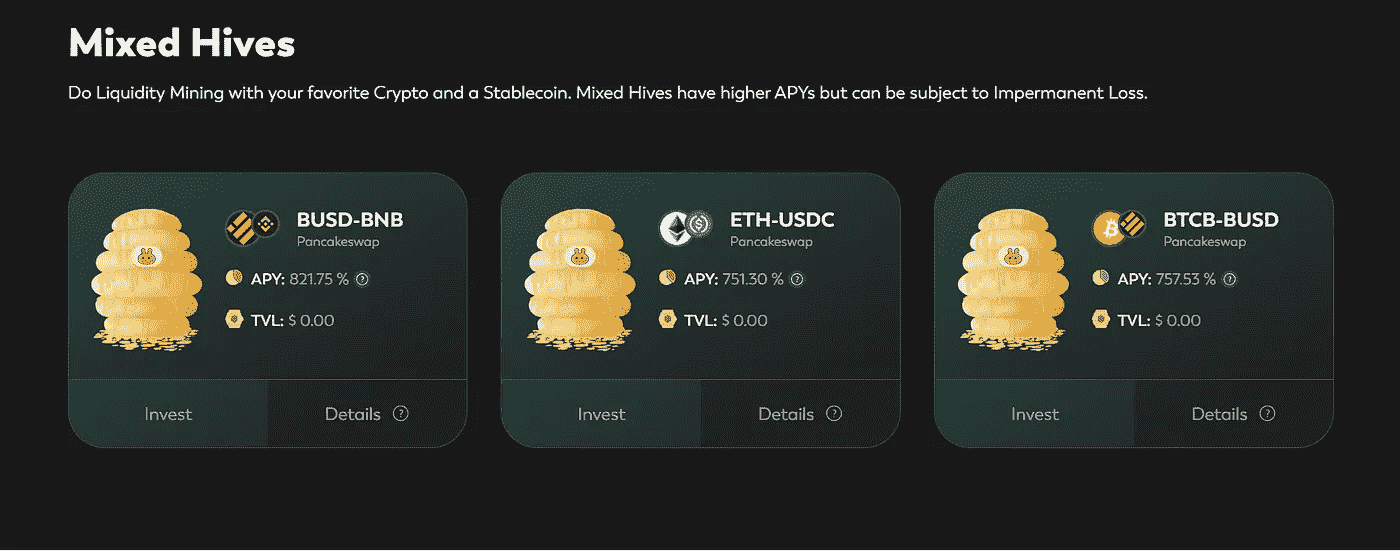 Mixed Hives
Do Liquidity Mining with your favorite Crypto and a Stablecoin. Mixed Hives have higher APYs but can be subject to Impermanent Loss.
BUSD-BNB
Pancakeswap
APY: 821.75 % ?
TVL: $ 0.00
Invest
Details ?
ETH-USDC
Pancakeswap
APY: 751.30 % ?
TVL: $ 0.00
Invest
Details ?
BTCB-BUSD
Pancakeswap
APY: 757.53 % ?
TVL: $ 0.00
Invest
Details ?